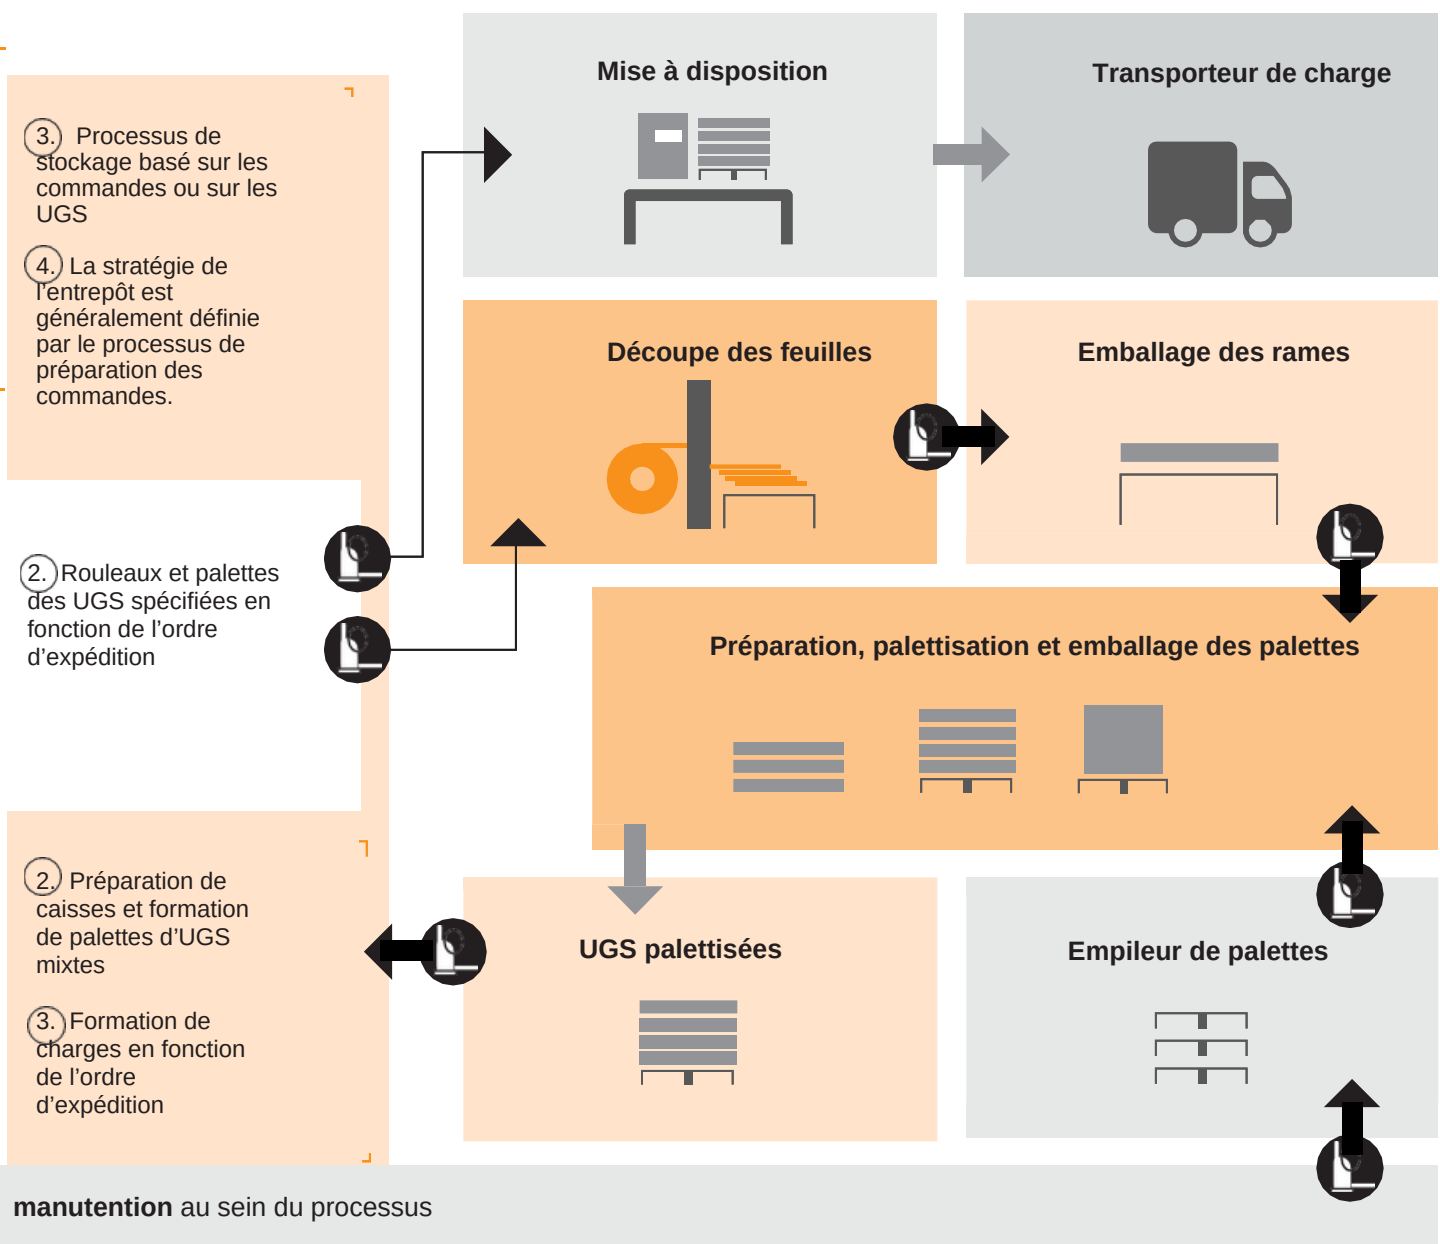 3. Processus de
stockage basé sur les
commandes ou sur les
UGS
4. La stratégie de
l’entrepôt est
généralement définie
par le processus de
préparation des
commandes.
2. Rouleaux et palettes
des UGS spécifiées en
fonction de l’ordre
d’expédition
2. Préparation de
caisses et formation
de palettes d’UGS
mixtes
3. Formation de
charges en fonction
de l’ordre
d’expédition
Mise à disposition
Transporteur de charge
Découpe des feuilles
Emballage des rames
Préparation, palettisation et emballage des palettes
UGS palettisées
Empileur de palettes
manutention au sein du processus